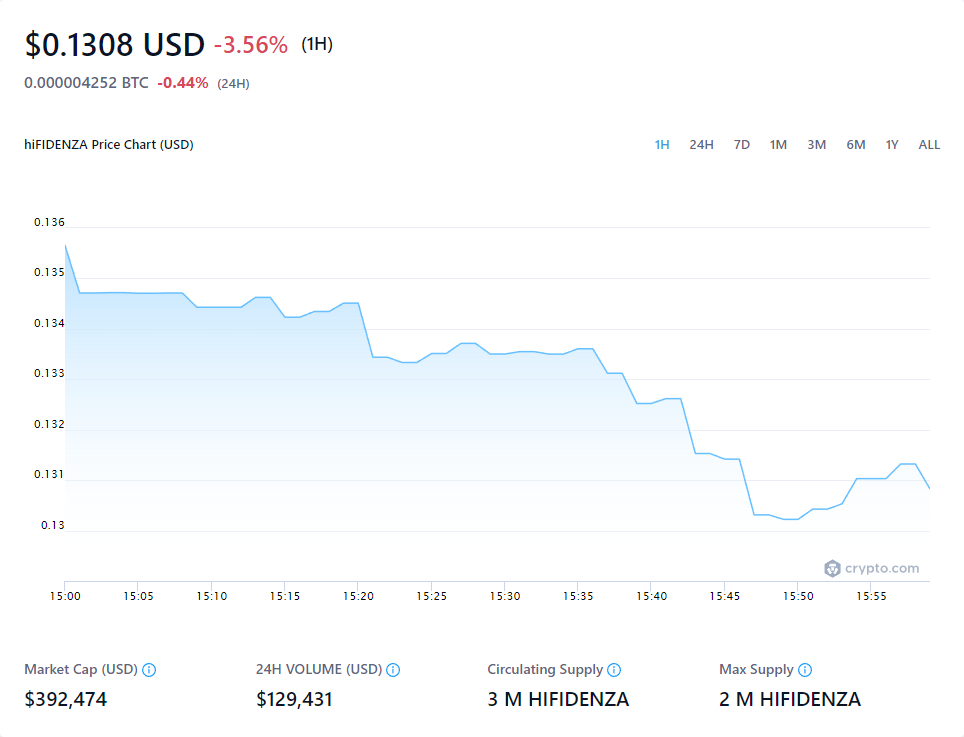 $0.1308 USD -3.56% (1H)
0.000004252 BTC -0.44% (24H)
hiFIDENZA Price Chart (USD) 1H 24H 7D 1M 3M 6M 1Y ALL
0.136
0.135
0.134
0.133
0.132
0.131
0.13
crypto.com
15:00 15:05 15:10 15:15 15:20 15:25 15:30 15:35 15:40 15:45 15:50 15:55
Market Cap (USD) 24H VOLUME (USD) Circulating Supply Max Supply
$392,474 $129,431 3 M HIFIDENZA 2 M HIFIDENZA